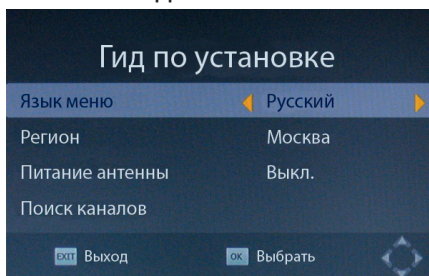 Гид по установке
Язык меню Русский
Регион Москва
Питание антенны Выкл.
Поиск каналов
EXIT Выход OK Выбрать